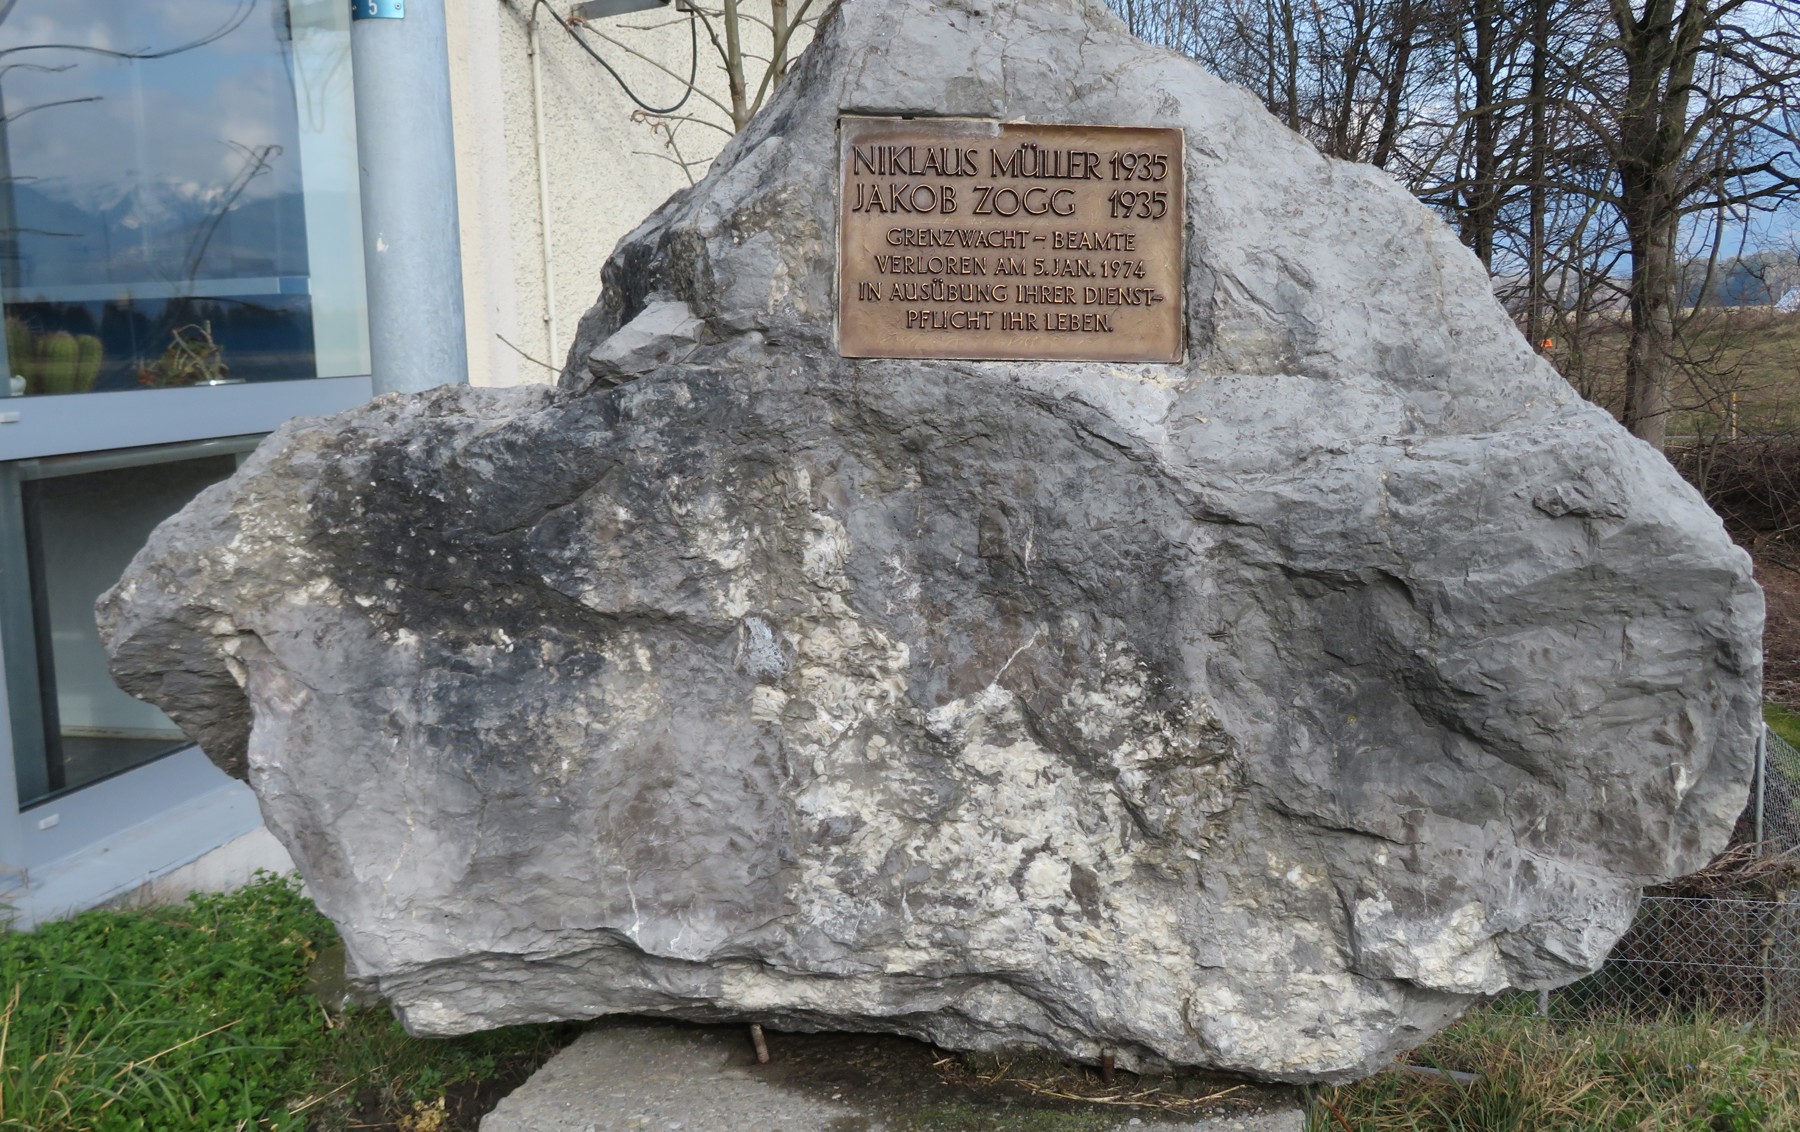 5
NIKLAUS MÜLLER 1935
JAKOB ZOGG 1935
GRENZWACHT-BEAMTE
VERLOREN AM 5.JAN.1974
IN AUSÜBUNG IHRER DIENST-
PFLICHT IHR LEBEN.